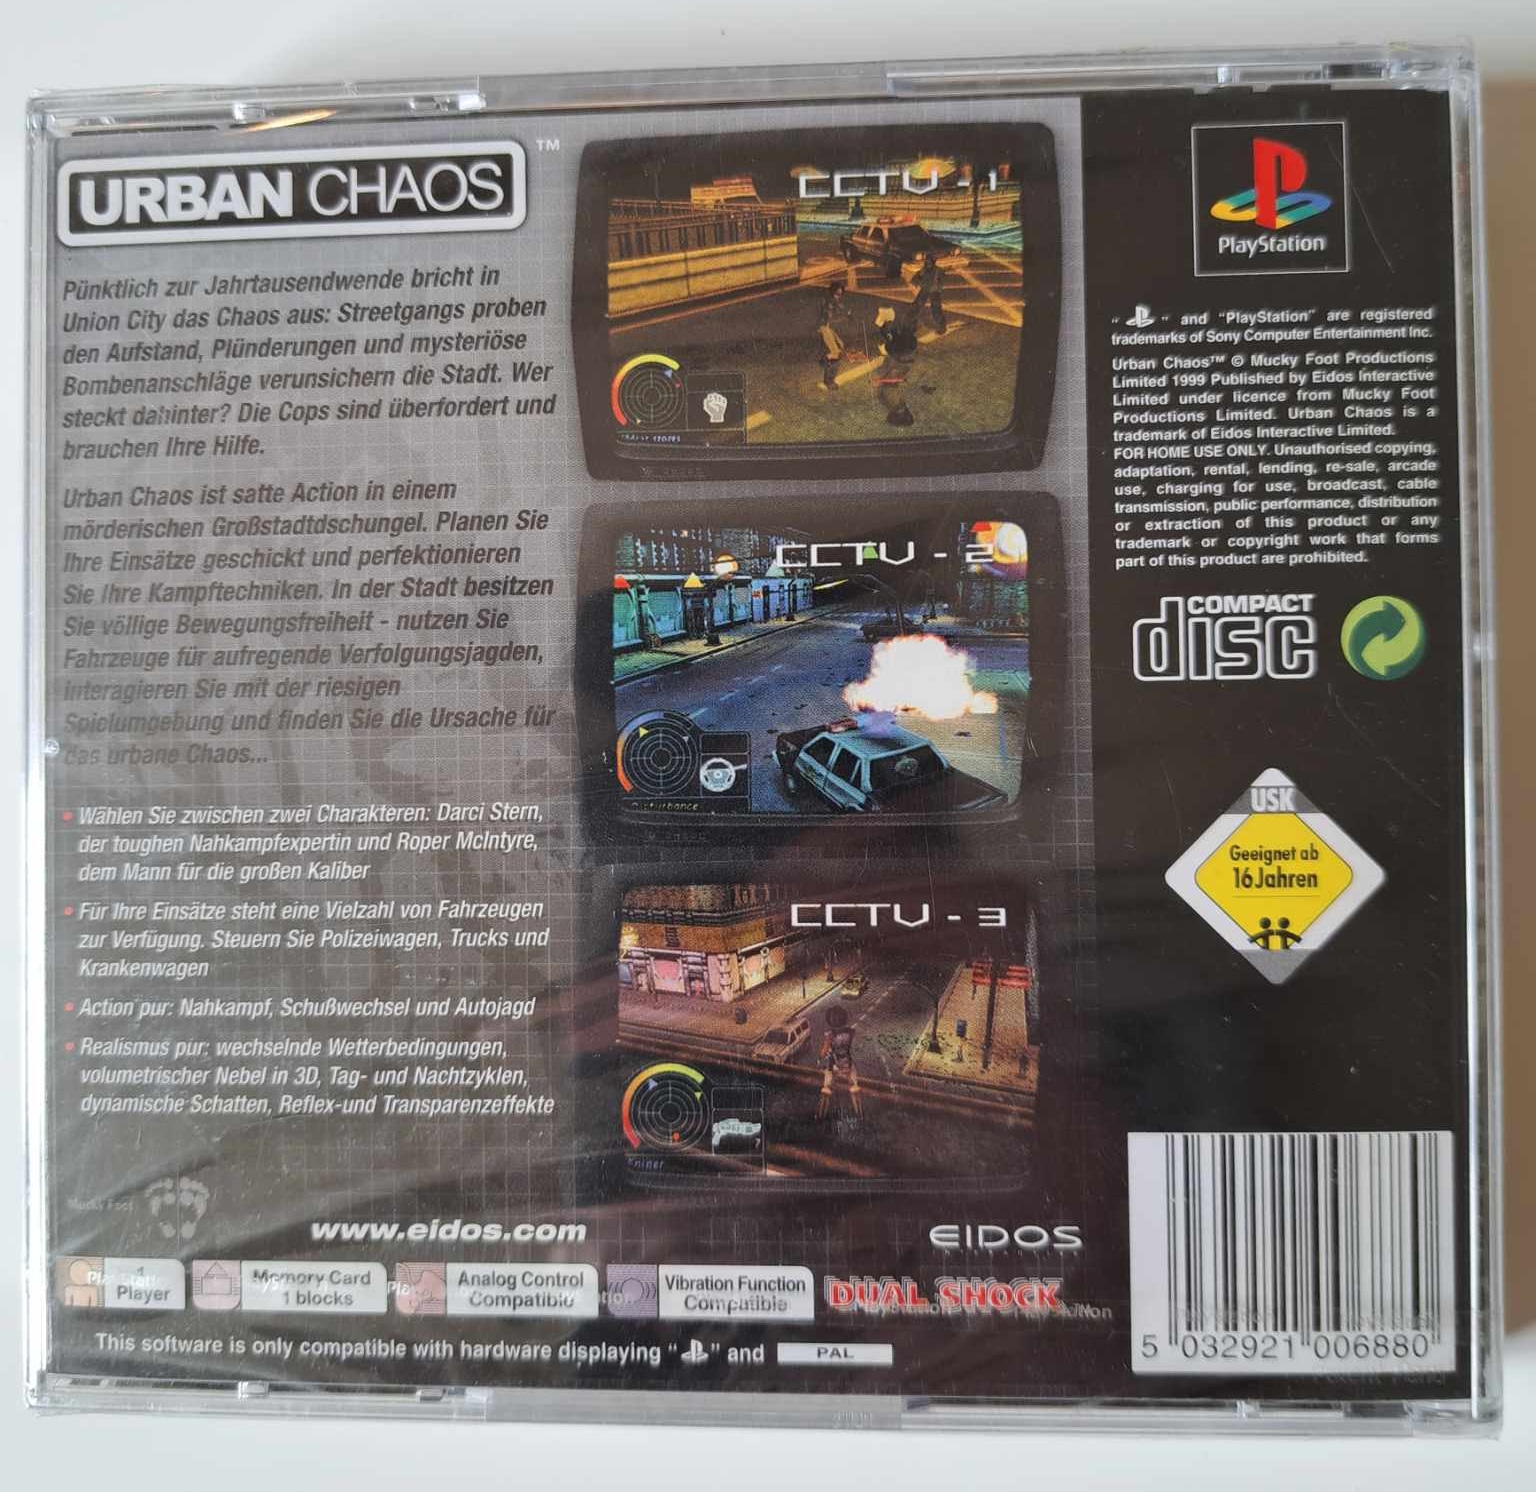 URBAN CHAOS™
Pünktlich zur Jahrtausendwende bricht in
Union City das Chaos aus: Streetgangs proben
den Aufstand, Plünderungen und mysteriöse
Bombenanschläge verunsichern die Stadt. Wer
steckt dahinter? Die Cops sind überfordert und
brauchen Ihre Hilfe.
Urban Chaos ist satte Action in einem
mörderischen Großstadtdschungel. Planen Sie
Ihre Einsätze geschickt und perfektionieren
Sie Ihre Kampftechniken. In der Stadt besitzen
Sie völlige Bewegungsfreiheit - nutzen Sie
Fahrzeuge für aufregende Verfolgungsjagden,
interagieren Sie mit der riesigen
Spielumgebung und finden Sie die Ursache für
das urbane Chaos...
• Wählen Sie zwischen zwei Charakteren: Darci Stern,
der toughen Nahkampfexpertin und Roper McIntyre,
dem Mann für die großen Kaliber
• Für Ihre Einsätze steht eine Vielzahl von Fahrzeugen
zur Verfügung. Steuern Sie Polizeiwagen, Trucks und
Krankenwagen
• Action pur: Nahkampf, Schußwechsel und Autojagd
• Realismus pur: wechselnde Wetterbedingungen,
volumetrischer Nebel in 3D, Tag- und Nachtzyklen,
dynamische Schatten, Reflex-und Transparenzeffekte
Mucky Foot
www.eidos.com
EIDOS
CCTV - 1
CCTV - 2
Disturbance
CCTV - 3
PlayStation
" " and "PlayStation" are registered
trademarks of Sony Computer Entertainment Inc.
Urban Chaos™ © Mucky Foot Productions
Limited 1999 Published by Eidos Interactive
Limited under licence from Mucky Foot
Productions Limited. Urban Chaos is a
trademark of Eidos Interactive Limited.
FOR HOME USE ONLY. Unauthorised copying,
adaptation, rental, lending, re-sale, arcade
use, charging for use, broadcast, cable
transmission, public performance, distribution
or extraction of this product or any
trademark or copyright work that forms
part of this product are prohibited.
COMPACT
disc
USK
Geeignet ab
16 Jahren
1
Player
Memory Card
1 blocks
Analog Control
Compatible
Vibration Function
Compatible
DUAL SHOCK
This software is only compatible with hardware displaying " " and PAL
5 032921 006880